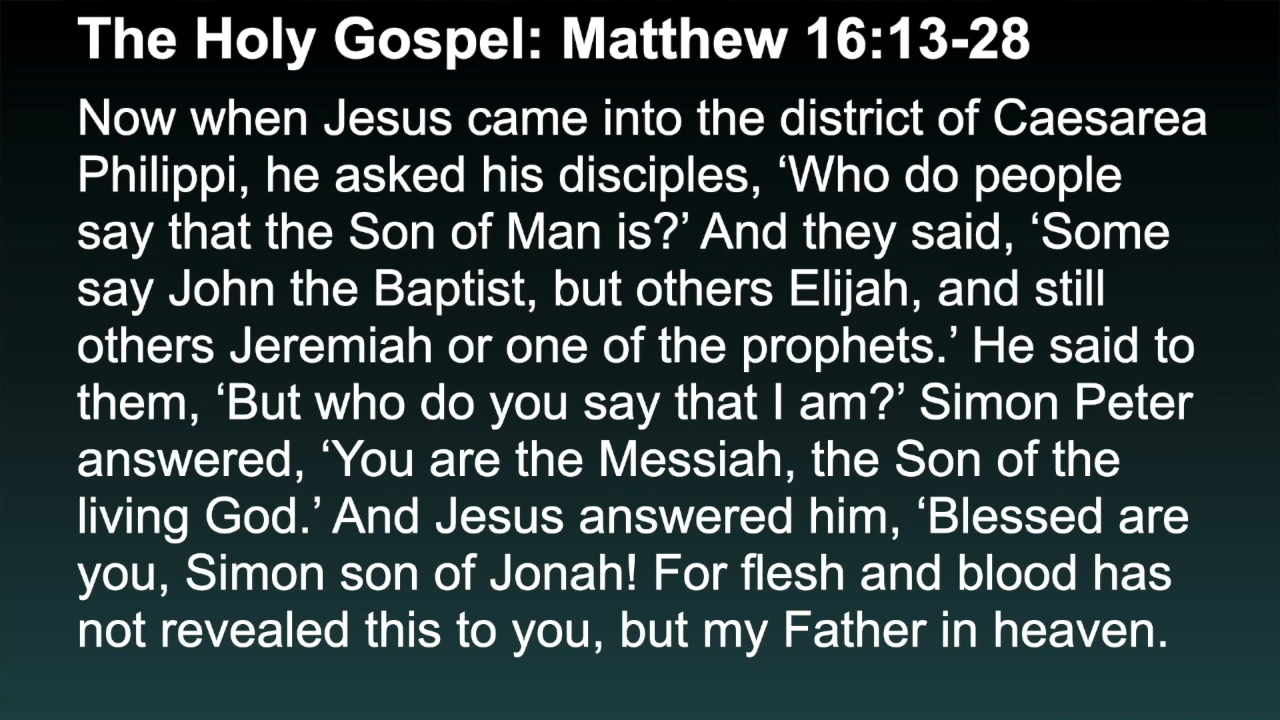 The Holy Gospel: Matthew 16:13-28
Now when Jesus came into the district of Caesarea
Philippi, he asked his disciples, ‘Who do people
say that the Son of Man is?’ And they said, ‘Some
say John the Baptist, but others Elijah, and still
others Jeremiah or one of the prophets.’ He said to
them, ‘But who do you say that I am?’ Simon Peter
answered, ‘You are the Messiah, the Son of the
living God.’ And Jesus answered him, ‘Blessed are
you, Simon son of Jonah! For flesh and blood has
not revealed this to you, but my Father in heaven.